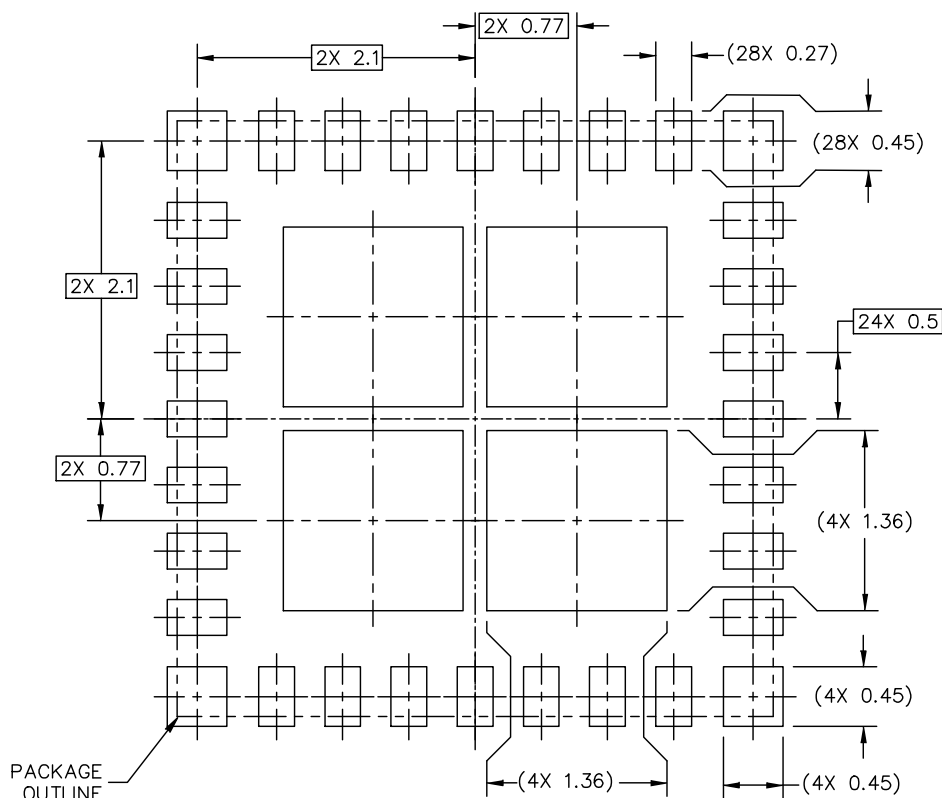 2X 0.77
2X 2.1
(28X 0.27)
(28X 0.45)
2X 2.1
24X 0.5
2X 0.77
(4X 1.36)
(4X 0.45)
PACKAGE
OUTLINE
(4X 1.36)
(4X 0.45)